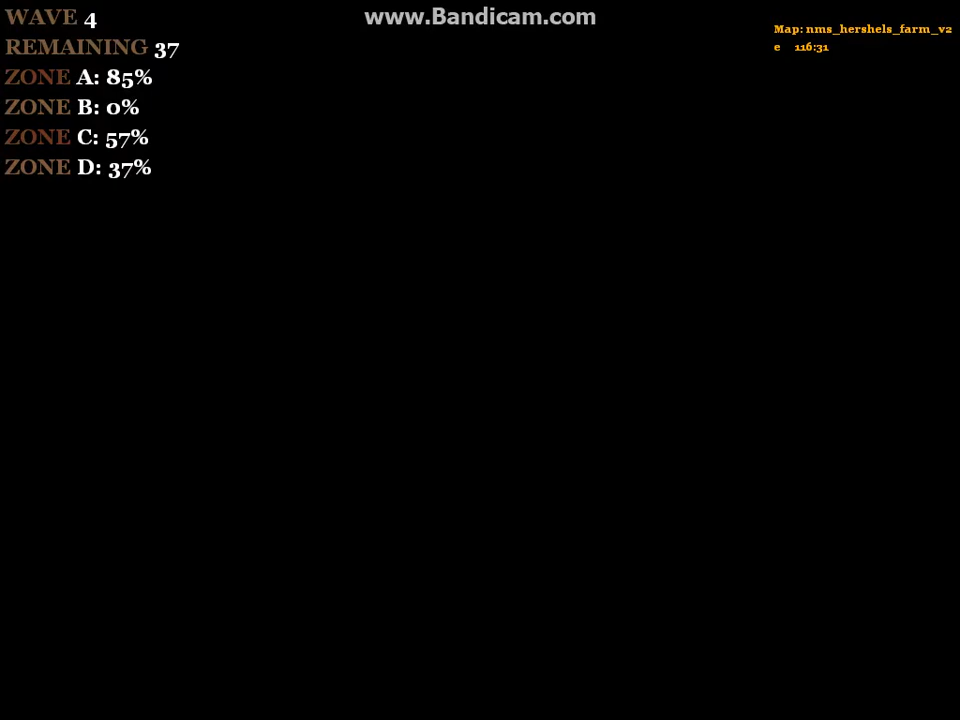 WAVE 4
REMAINING 37
ZONE A: 85%
ZONE B: 0%
ZONE C: 57%
ZONE D: 37%
www.Bandicam.com
Map: nms_hershels_farm_v2
e 116:31